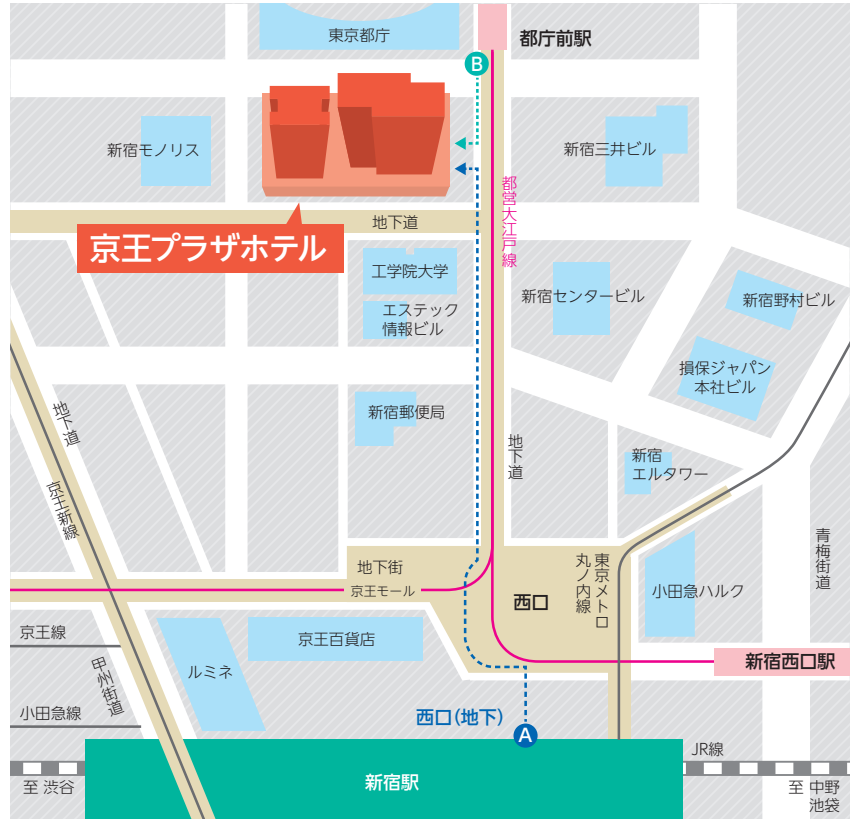 東京都庁
都庁前駅
B
新宿モノリス
新宿三井ビル
都営大江戸線
地下道
京王プラザホテル
工学院大学
新宿センタービル
新宿野村ビル
エステック
情報ビル
損保ジャパン
本社ビル
新宿郵便局
地下道
地下道
新宿
エルタワー
京王新線
青梅街道
地下街
京王モール
西口
東京メトロ
丸ノ内線
小田急ハルク
京王線
京王百貨店
ルミネ
甲州街道
新宿西口駅
小田急線
西口(地下)
A
JR線
新宿駅
至 渋谷
至 中野
池袋